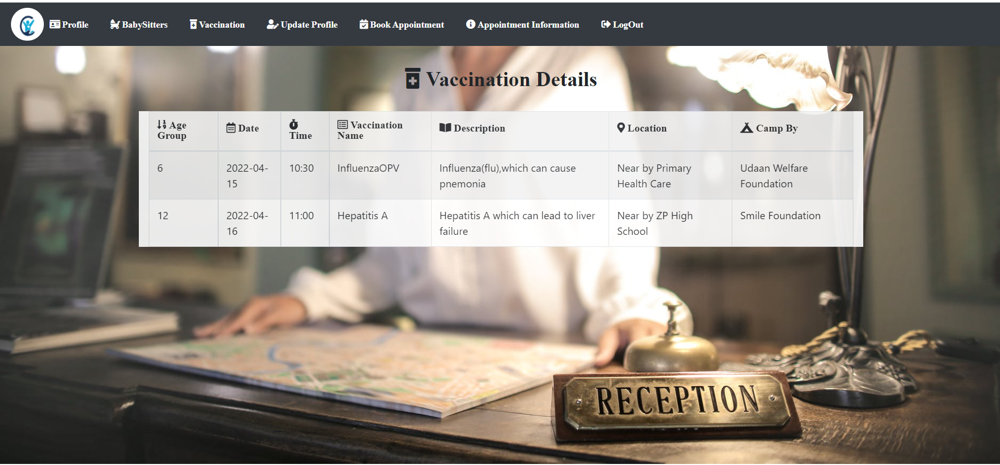 Profile BabySitters Vaccination Update Profile Book Appointment Appointment Information LogOut
Vaccination Details
Age Group Date Time Vaccination Name Description Location Camp By
6 2022-04-15 10:30 InfluenzaOPV Influenza(flu),which can cause pnemonia Near by Primary Health Care Udaan Welfare Foundation
12 2022-04-16 11:00 Hepatitis A Hepatitis A which can lead to liver failure Near by ZP High School Smile Foundation
RECEPTION